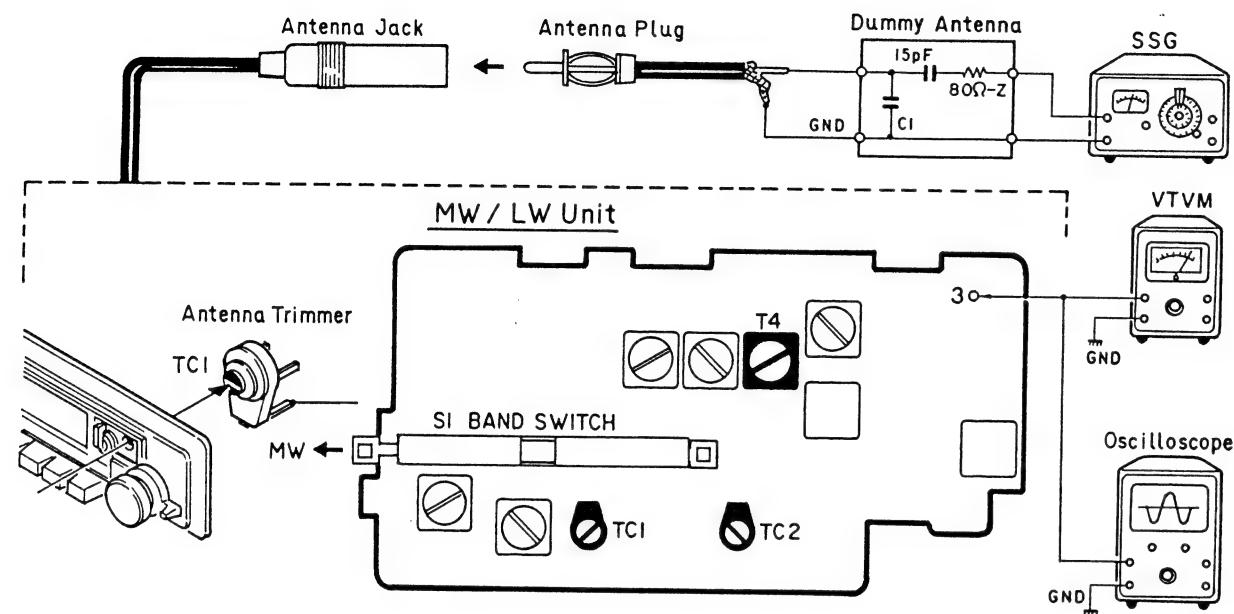 Antenna Jack
Antenna Plug
Dummy Antenna
SSG
15pF
80Ω-Z
C1
GND
MW / LW Unit
VTVM
3
GND
T4
Antenna Trimmer
TC1
S1 BAND SWITCH
MW
Oscilloscope
TC1
TC2
GND